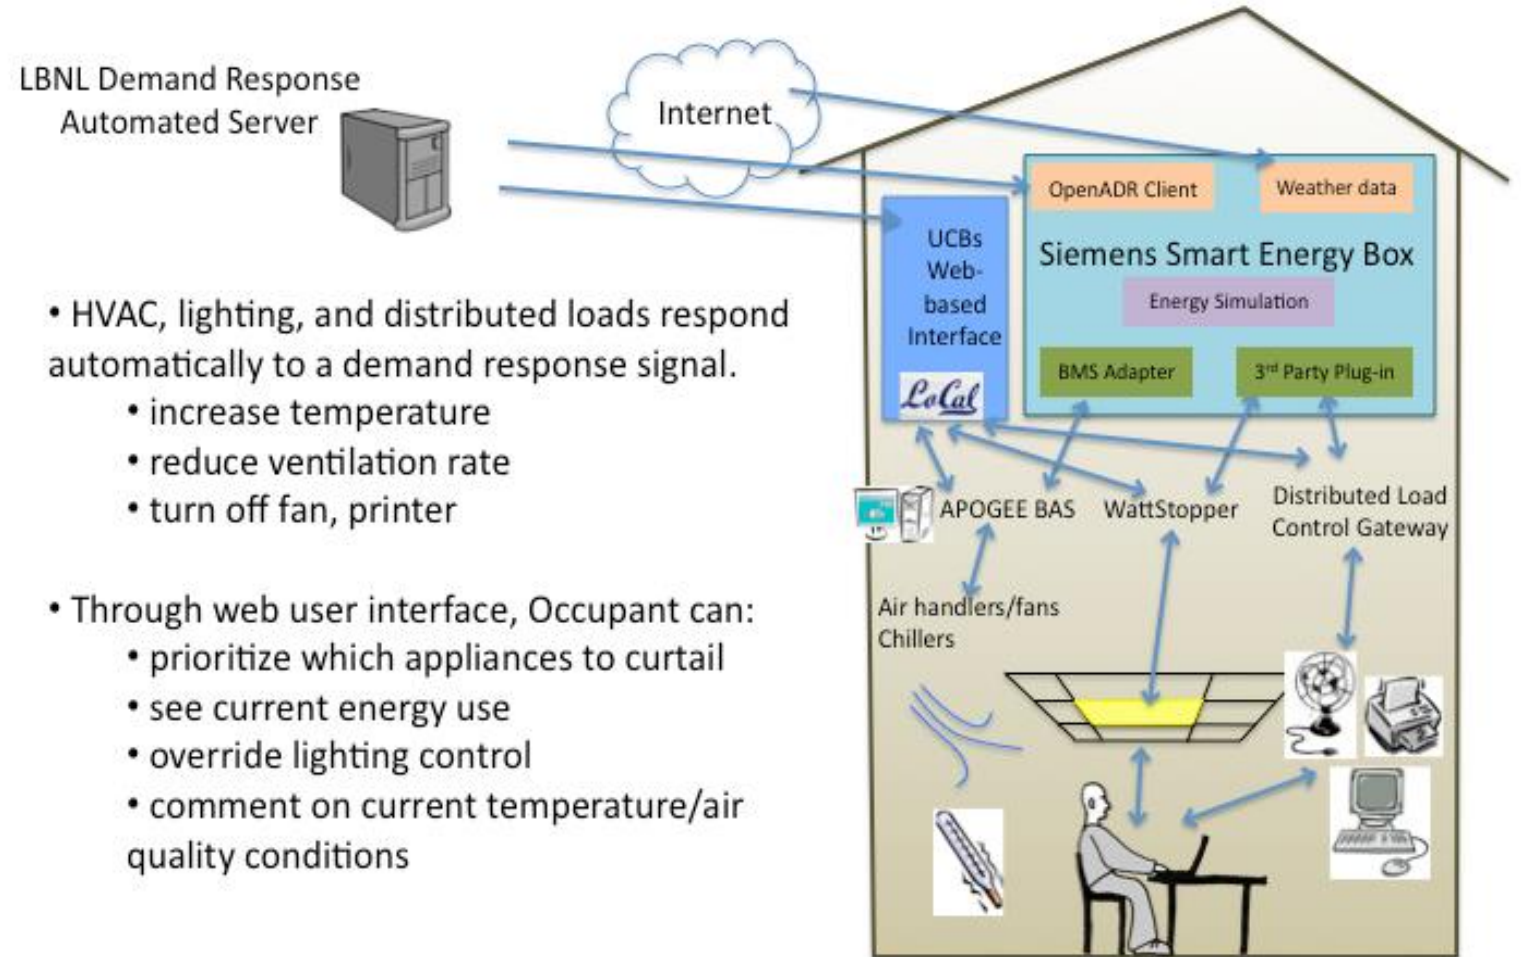 LBNL Demand Response
Automated Server
Internet
OpenADR Client
Weather data
Siemens Smart Energy Box
Energy Simulation
BMS Adapter
3rd Party Plug-in
UCBs
Web-
based
Interface
LoCal
• HVAC, lighting, and distributed loads respond
automatically to a demand response signal.
• increase temperature
• reduce ventilation rate
• turn off fan, printer
• Through web user interface, Occupant can:
• prioritize which appliances to curtail
• see current energy use
• override lighting control
• comment on current temperature/air
quality conditions
APOGEE BAS
WattStopper
Distributed Load
Control Gateway
Air handlers/fans
Chillers